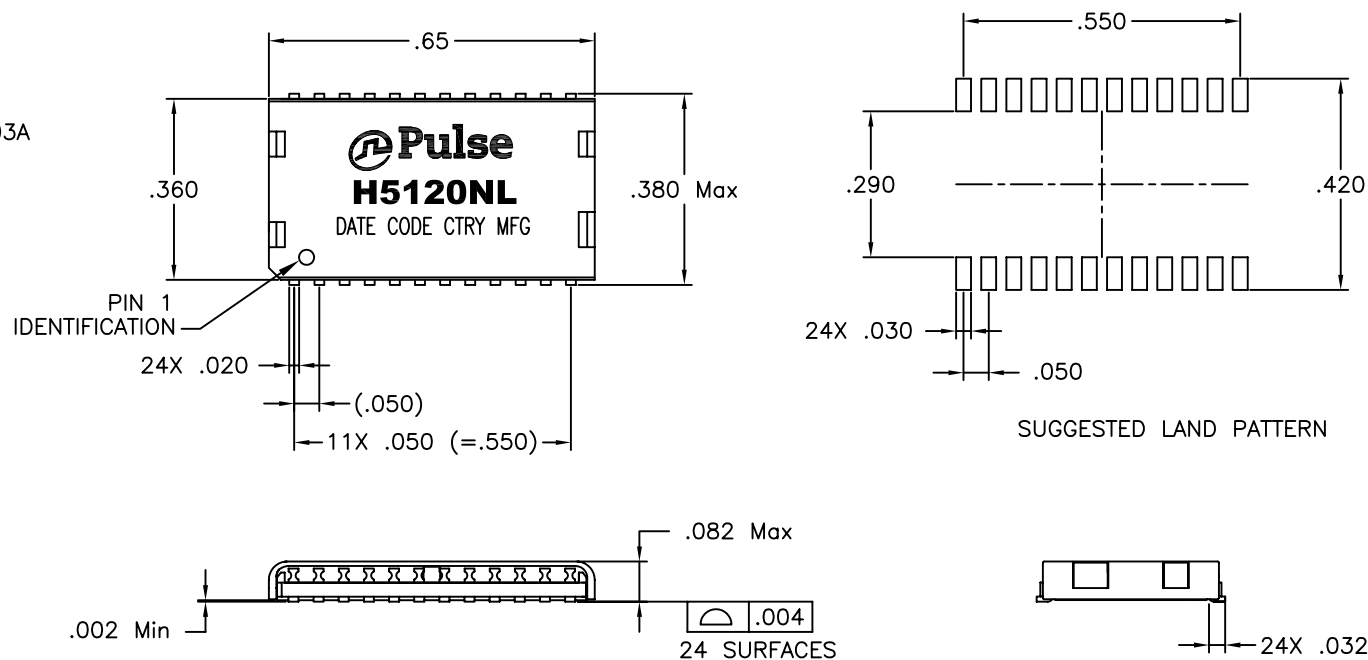 .65
.550
03A
Pulse
H5120NL
DATE CODE CTRY MFG
.360
.380 Max
.290
.420
PIN 1
IDENTIFICATION
24X .020
(.050)
11X .050 (=.550)
24X .030
.050
SUGGESTED LAND PATTERN
.082 Max
.002 Min
.004
24 SURFACES
24X .032